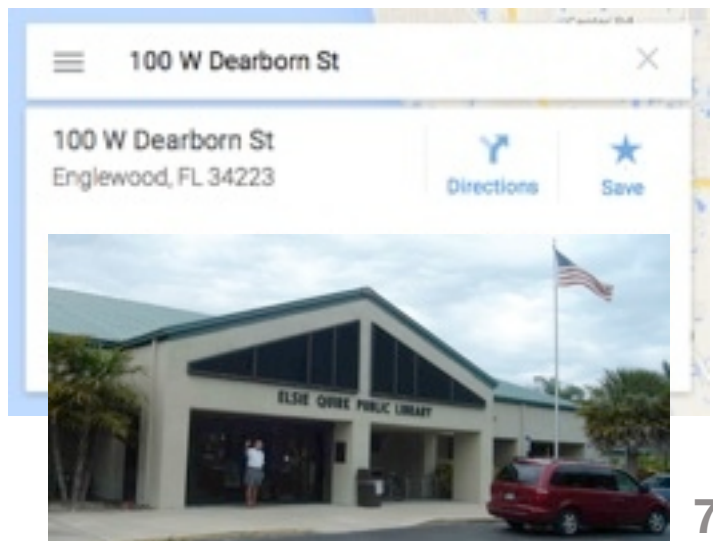 100 W Dearborn St
100 W Dearborn St
Englewood, FL 34223
Directions
Save
ELSIE QUIRK PUBLIC LIBRARY
7